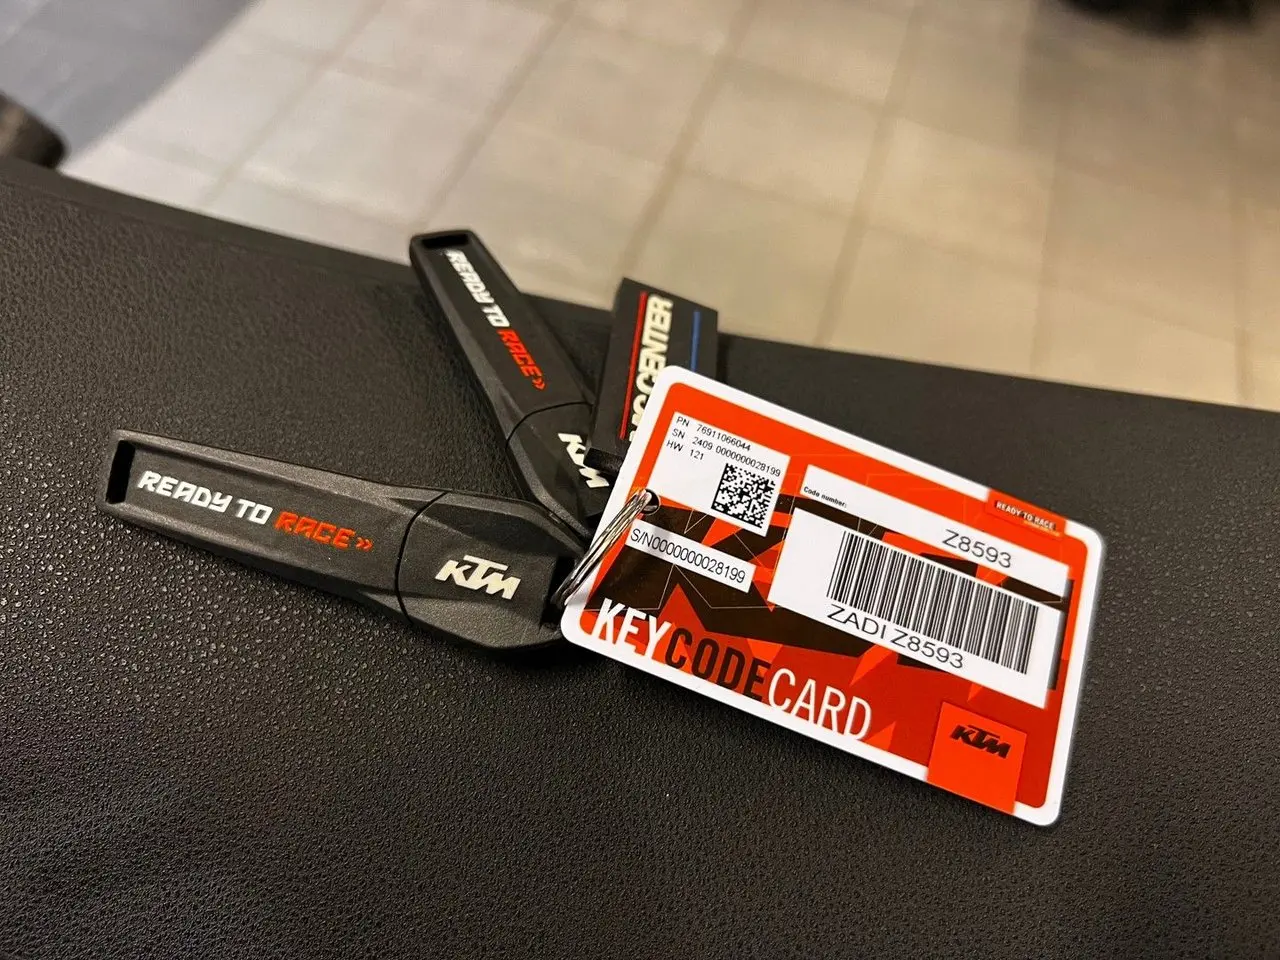 READY TO RACE»
KTM
READY TO RACE»
KTM
CENTER
PN 76911066044
SN 2409 0000000028199
HW 121
S/N0000000028199
Code number:
Z8593
READY TO RACE
ZADI Z8593
KEYCODECARD
KTM